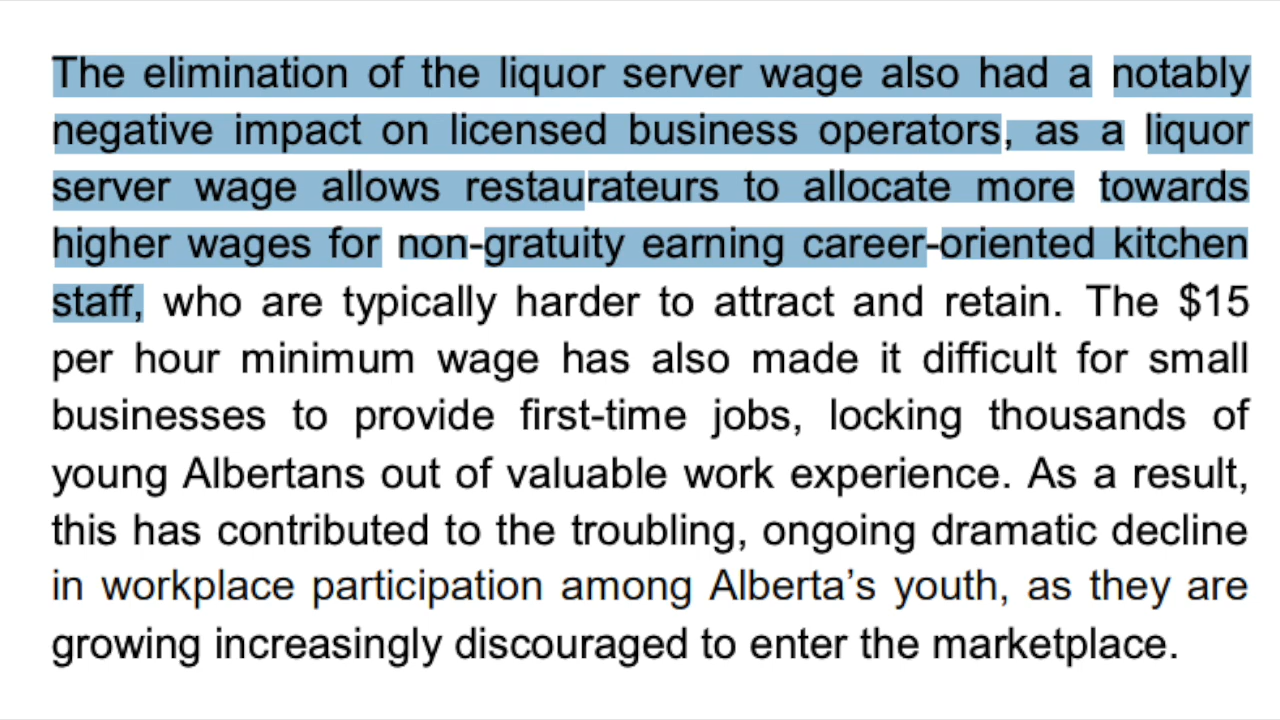 The elimination of the liquor server wage also had a notably
negative impact on licensed business operators, as a liquor
server wage allows restaurateurs to allocate more towards
higher wages for non-gratuity earning career-oriented kitchen
staff, who are typically harder to attract and retain. The $15
per hour minimum wage has also made it difficult for small
businesses to provide first-time jobs, locking thousands of
young Albertans out of valuable work experience. As a result,
this has contributed to the troubling, ongoing dramatic decline
in workplace participation among Alberta’s youth, as they are
growing increasingly discouraged to enter the marketplace.